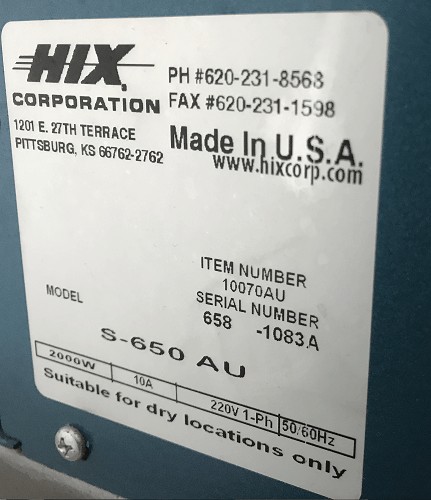 HIX
CORPORATION
1201 E. 27TH TERRACE
PITTSBURG, KS 66762-2762
PH #620-231-8568
FAX #620-231-1598
Made In U.S.A.
www.hixcorp.com
ITEM NUMBER
10070AU
SERIAL NUMBER
658 -1083.A
MODEL
S-650 AU
2000W 10A 220V 1-Ph 50/60Hz
Suitable for dry locations only